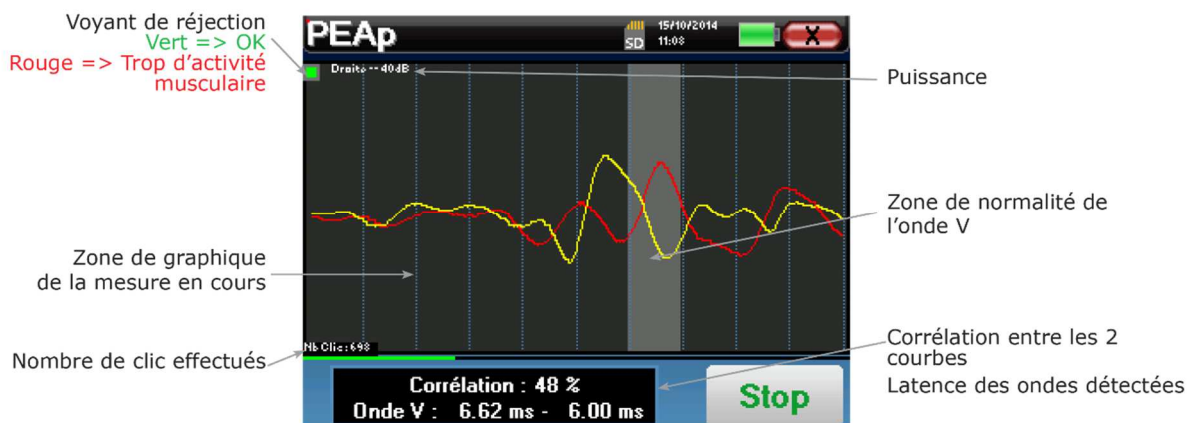 Voyant de réjection
Vert => OK
Rouge => Trop d'activité
musculaire
PEAp
SD
15/10/2014
11:08
X
Droite -- 40dB
Puissance
Zone de normalité de
l'onde V
Zone de graphique
de la mesure en cours
Nb Clic: 698
Nombre de clic effectués
Corrélation : 48 %
Onde V : 6.62 ms - 6.00 ms
Stop
Corrélation entre les 2
courbes
Latence des ondes détectées